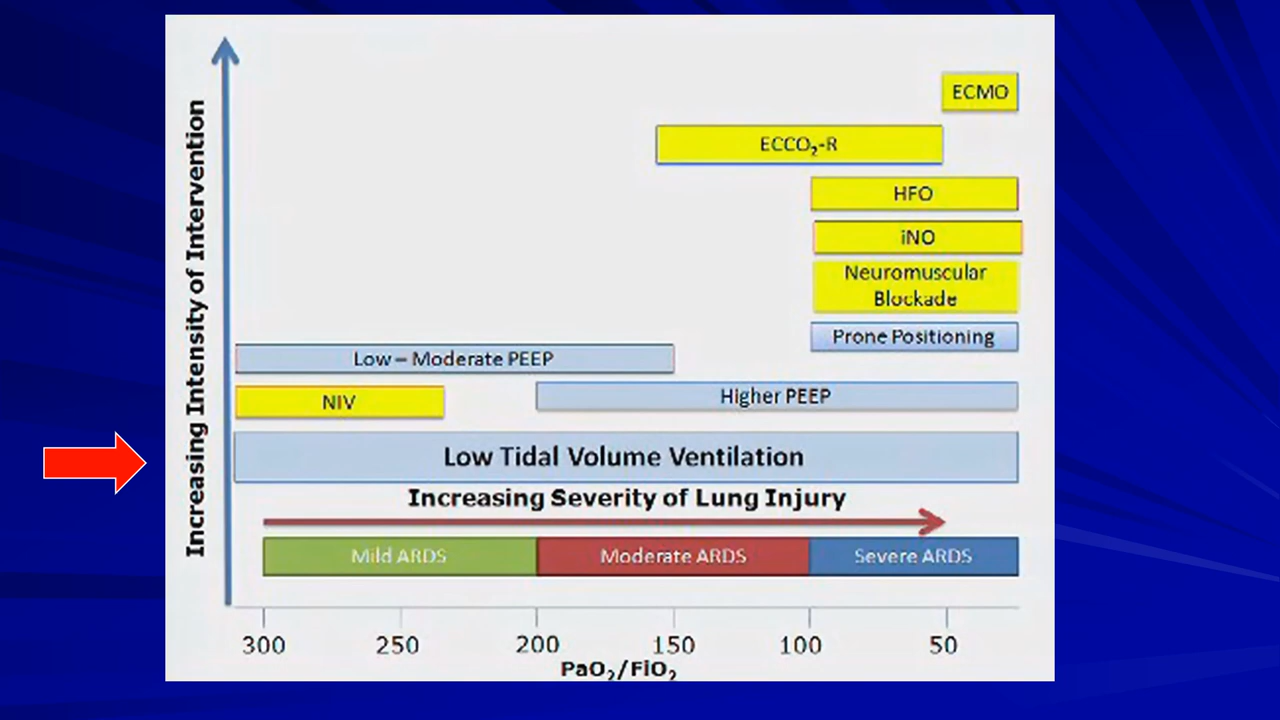 Increasing Intensity of Intervention
ECMO
ECCO₂-R
HFO
iNO
Neuromuscular
Blockade
Prone Positioning
Low – Moderate PEEP
Higher PEEP
NIV
Low Tidal Volume Ventilation
Increasing Severity of Lung Injury
Mild ARDS
Moderate ARDS
Severe ARDS
300
250
200
150
100
50
PaO₂/FiO₂